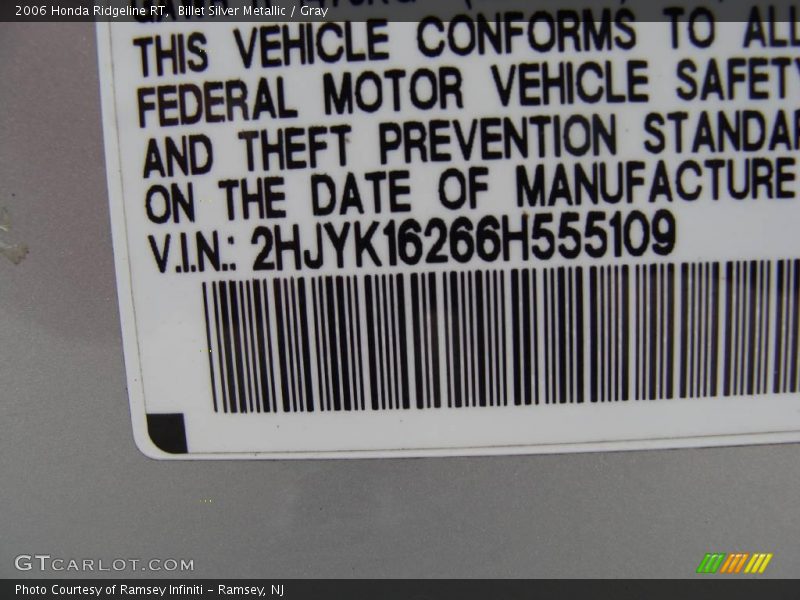 2006 Honda Ridgeline RT, Billet Silver Metallic / Gray
THIS VEHICLE CONFORMS TO ALL
FEDERAL MOTOR VEHICLE SAFETY
AND THEFT PREVENTION STANDAR
ON THE DATE OF MANUFACTURE
V.I.N.: 2HJYK16266H555109
GTCARLOT.COM
Photo Courtesy of Ramsey Infiniti - Ramsey, NJ